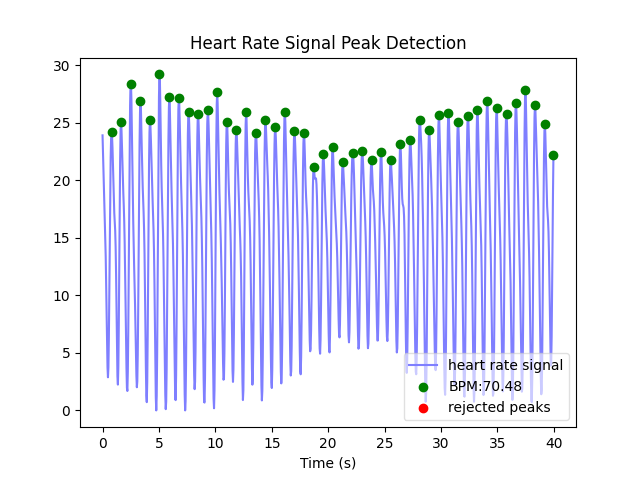 Heart Rate Signal Peak Detection
30
25
20
15
10
5
0
heart rate signal
BPM:70.48
rejected peaks
0 5 10 15 20 25 30 35 40
Time (s)